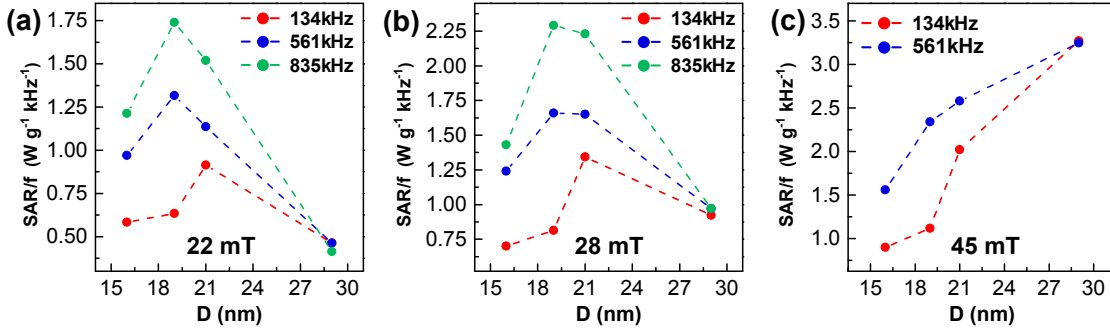 (a)
134kHz
561kHz
835kHz
22 mT
SAR/f (W g⁻¹ kHz⁻¹)
1.75
1.50
1.25
1.00
0.75
0.50
15 18 21 24 27 30
D (nm)
(b)
134kHz
561kHz
835kHz
28 mT
SAR/f (W g⁻¹ kHz⁻¹)
2.25
2.00
1.75
1.50
1.25
1.00
0.75
15 18 21 24 27 30
D (nm)
(c)
134kHz
561kHz
45 mT
SAR/f (W g⁻¹ kHz⁻¹)
3.5
3.0
2.5
2.0
1.5
1.0
15 18 21 24 27 30
D (nm)